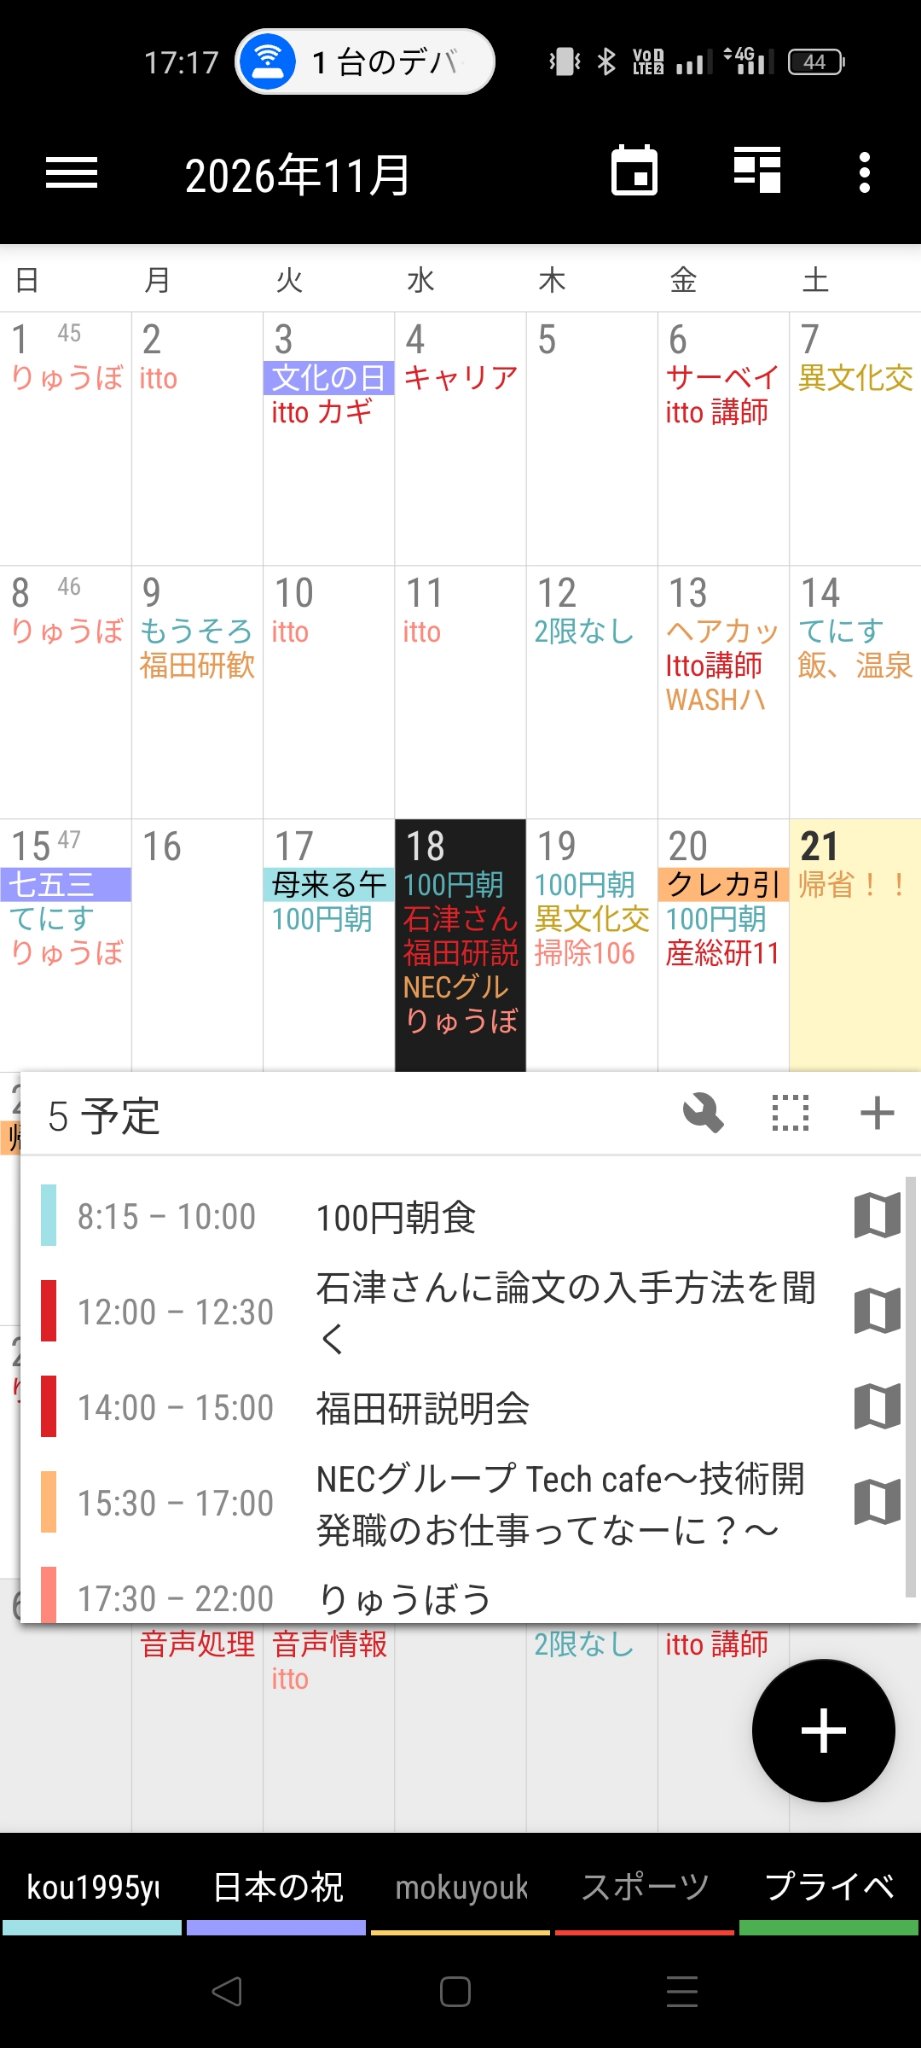 17:17
1 台のデバ
VoD
LTE2
4G
44
2026年11月
日 月 火 水 木 金 土
1 45 2 3 4 5 6 7
りゅうぼ itto 文化の日 キャリア サーベイ 異文化交
itto カギ itto 講師
8 46 9 10 11 12 13 14
りゅうぼ もうそろ itto itto 2限なし ヘアカッ てにす
福田研歓 Itto講師 飯、温泉
WASHハ
15 47 16 17 18 19 20 21
七五三 母来る午 100円朝 100円朝 クレカ引 帰省！！
てにす 100円朝 石津さん 異文化交 100円朝
りゅうぼ 福田研説 掃除106 産総研11
NECグル
りゅうぼ
5 予定
8:15 – 10:00 100円朝食
12:00 – 12:30 石津さんに論文の入手方法を聞
く
14:00 – 15:00 福田研説明会
15:30 – 17:00 NECグループ Tech cafe〜技術開
発職のお仕事ってなーに？〜
17:30 – 22:00 りゅうぼう
音声処理 音声情報 2限なし itto 講師
itto
kou1995yu 日本の祝 mokuyouk スポーツ プライベ